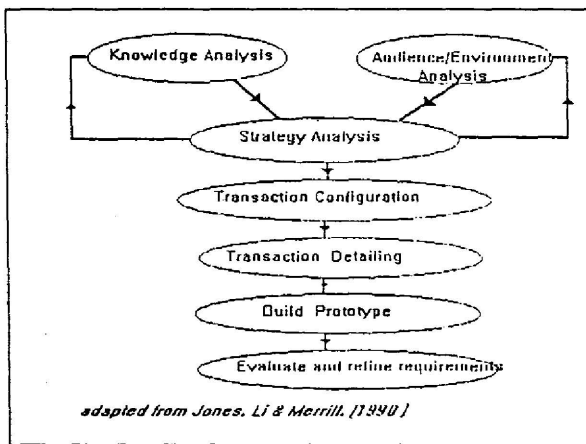 Knowledge Analysis
Audience/Environment
Analysis
Strategy Analysis
Transaction Configuration
Transaction Detailing
Build Prototype
Evaluate and refine requirements
adapted from Jones, Li & Merrill, [1990]